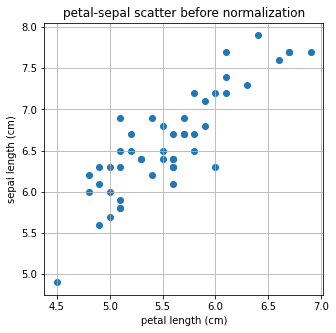 petal-sepal scatter before normalization
8.0
7.5
7.0
6.5
6.0
5.5
5.0
sepal length (cm)
4.5 5.0 5.5 6.0 6.5 7.0
petal length (cm)